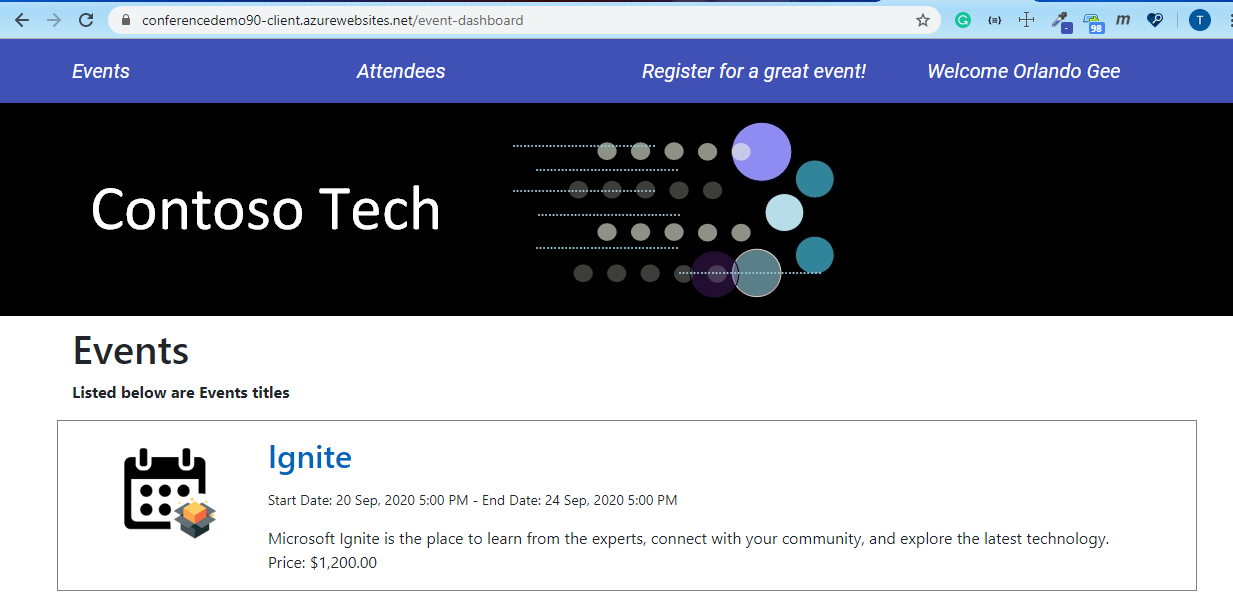 conferencedemo90-client.azurewebsites.net/event-dashboard
98 m T
Events Attendees Register for a great event! Welcome Orlando Gee
Contoso Tech
Events
Listed below are Events titles
Ignite
Start Date: 20 Sep, 2020 5:00 PM - End Date: 24 Sep, 2020 5:00 PM
Microsoft Ignite is the place to learn from the experts, connect with your community, and explore the latest technology.
Price: $1,200.00